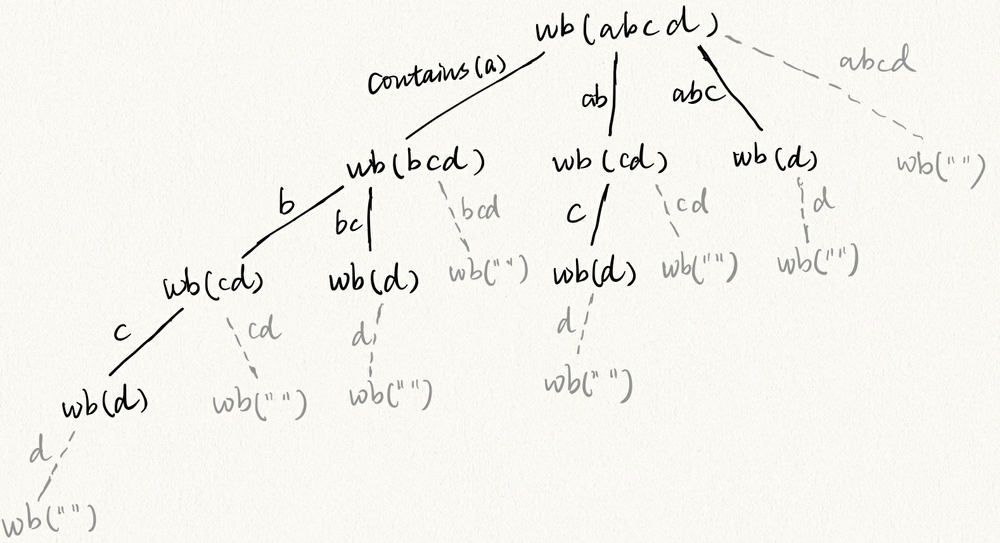 wb(abcd)
contains(a)
ab
abc
abcd
wb(bcd)
wb(cd)
wb(d)
wb("")
b
bc
bcd
c
cd
d
wb(cd)
wb(d)
wb("")
wb(d)
wb("")
wb("")
c
cd
d
d
wb(d)
wb("")
wb("")
wb("")
d
wb("")